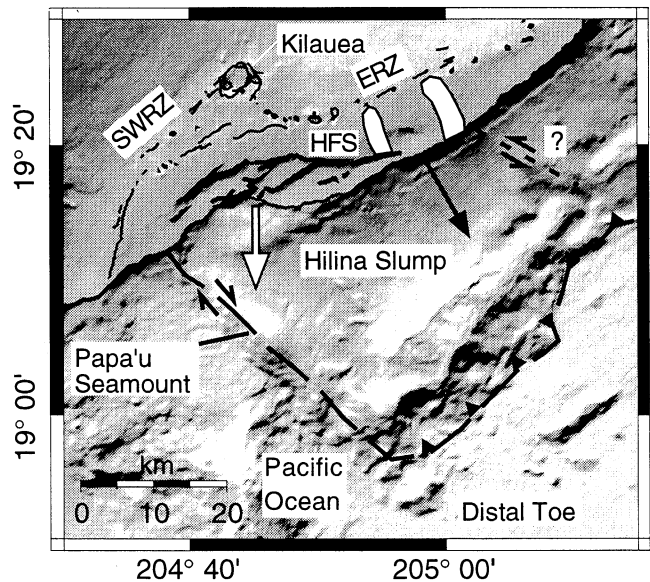 Kilauea
ERZ
SWRZ
HFS
?
19° 20'
Hilina Slump
Papa'u
Seamount
19° 00'
km
0 10 20
Pacific
Ocean
Distal Toe
204° 40' 205° 00'